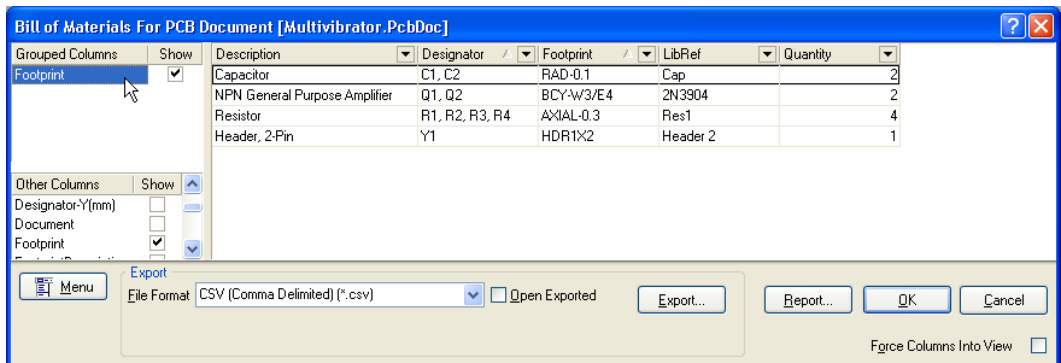 Bill of Materials For PCB Document [Multivibrator.PcbDoc]
Grouped Columns Show Description Designator Footprint LibRef Quantity
Footprint Capacitor C1, C2 RAD-0.1 Cap 2
NPN General Purpose Amplifier Q1, Q2 BCY-W3/E4 2N3904 2
Resistor R1, R2, R3, R4 AXIAL-0.3 Res1 4
Header, 2-Pin Y1 HDR1X2 Header 2 1
Other Columns Show
Designator-Y(mm)
Document
Footprint
Export
Menu File Format CSV (Comma Delimited) (*.csv) Open Exported Export... Report... OK Cancel
Force Columns Into View